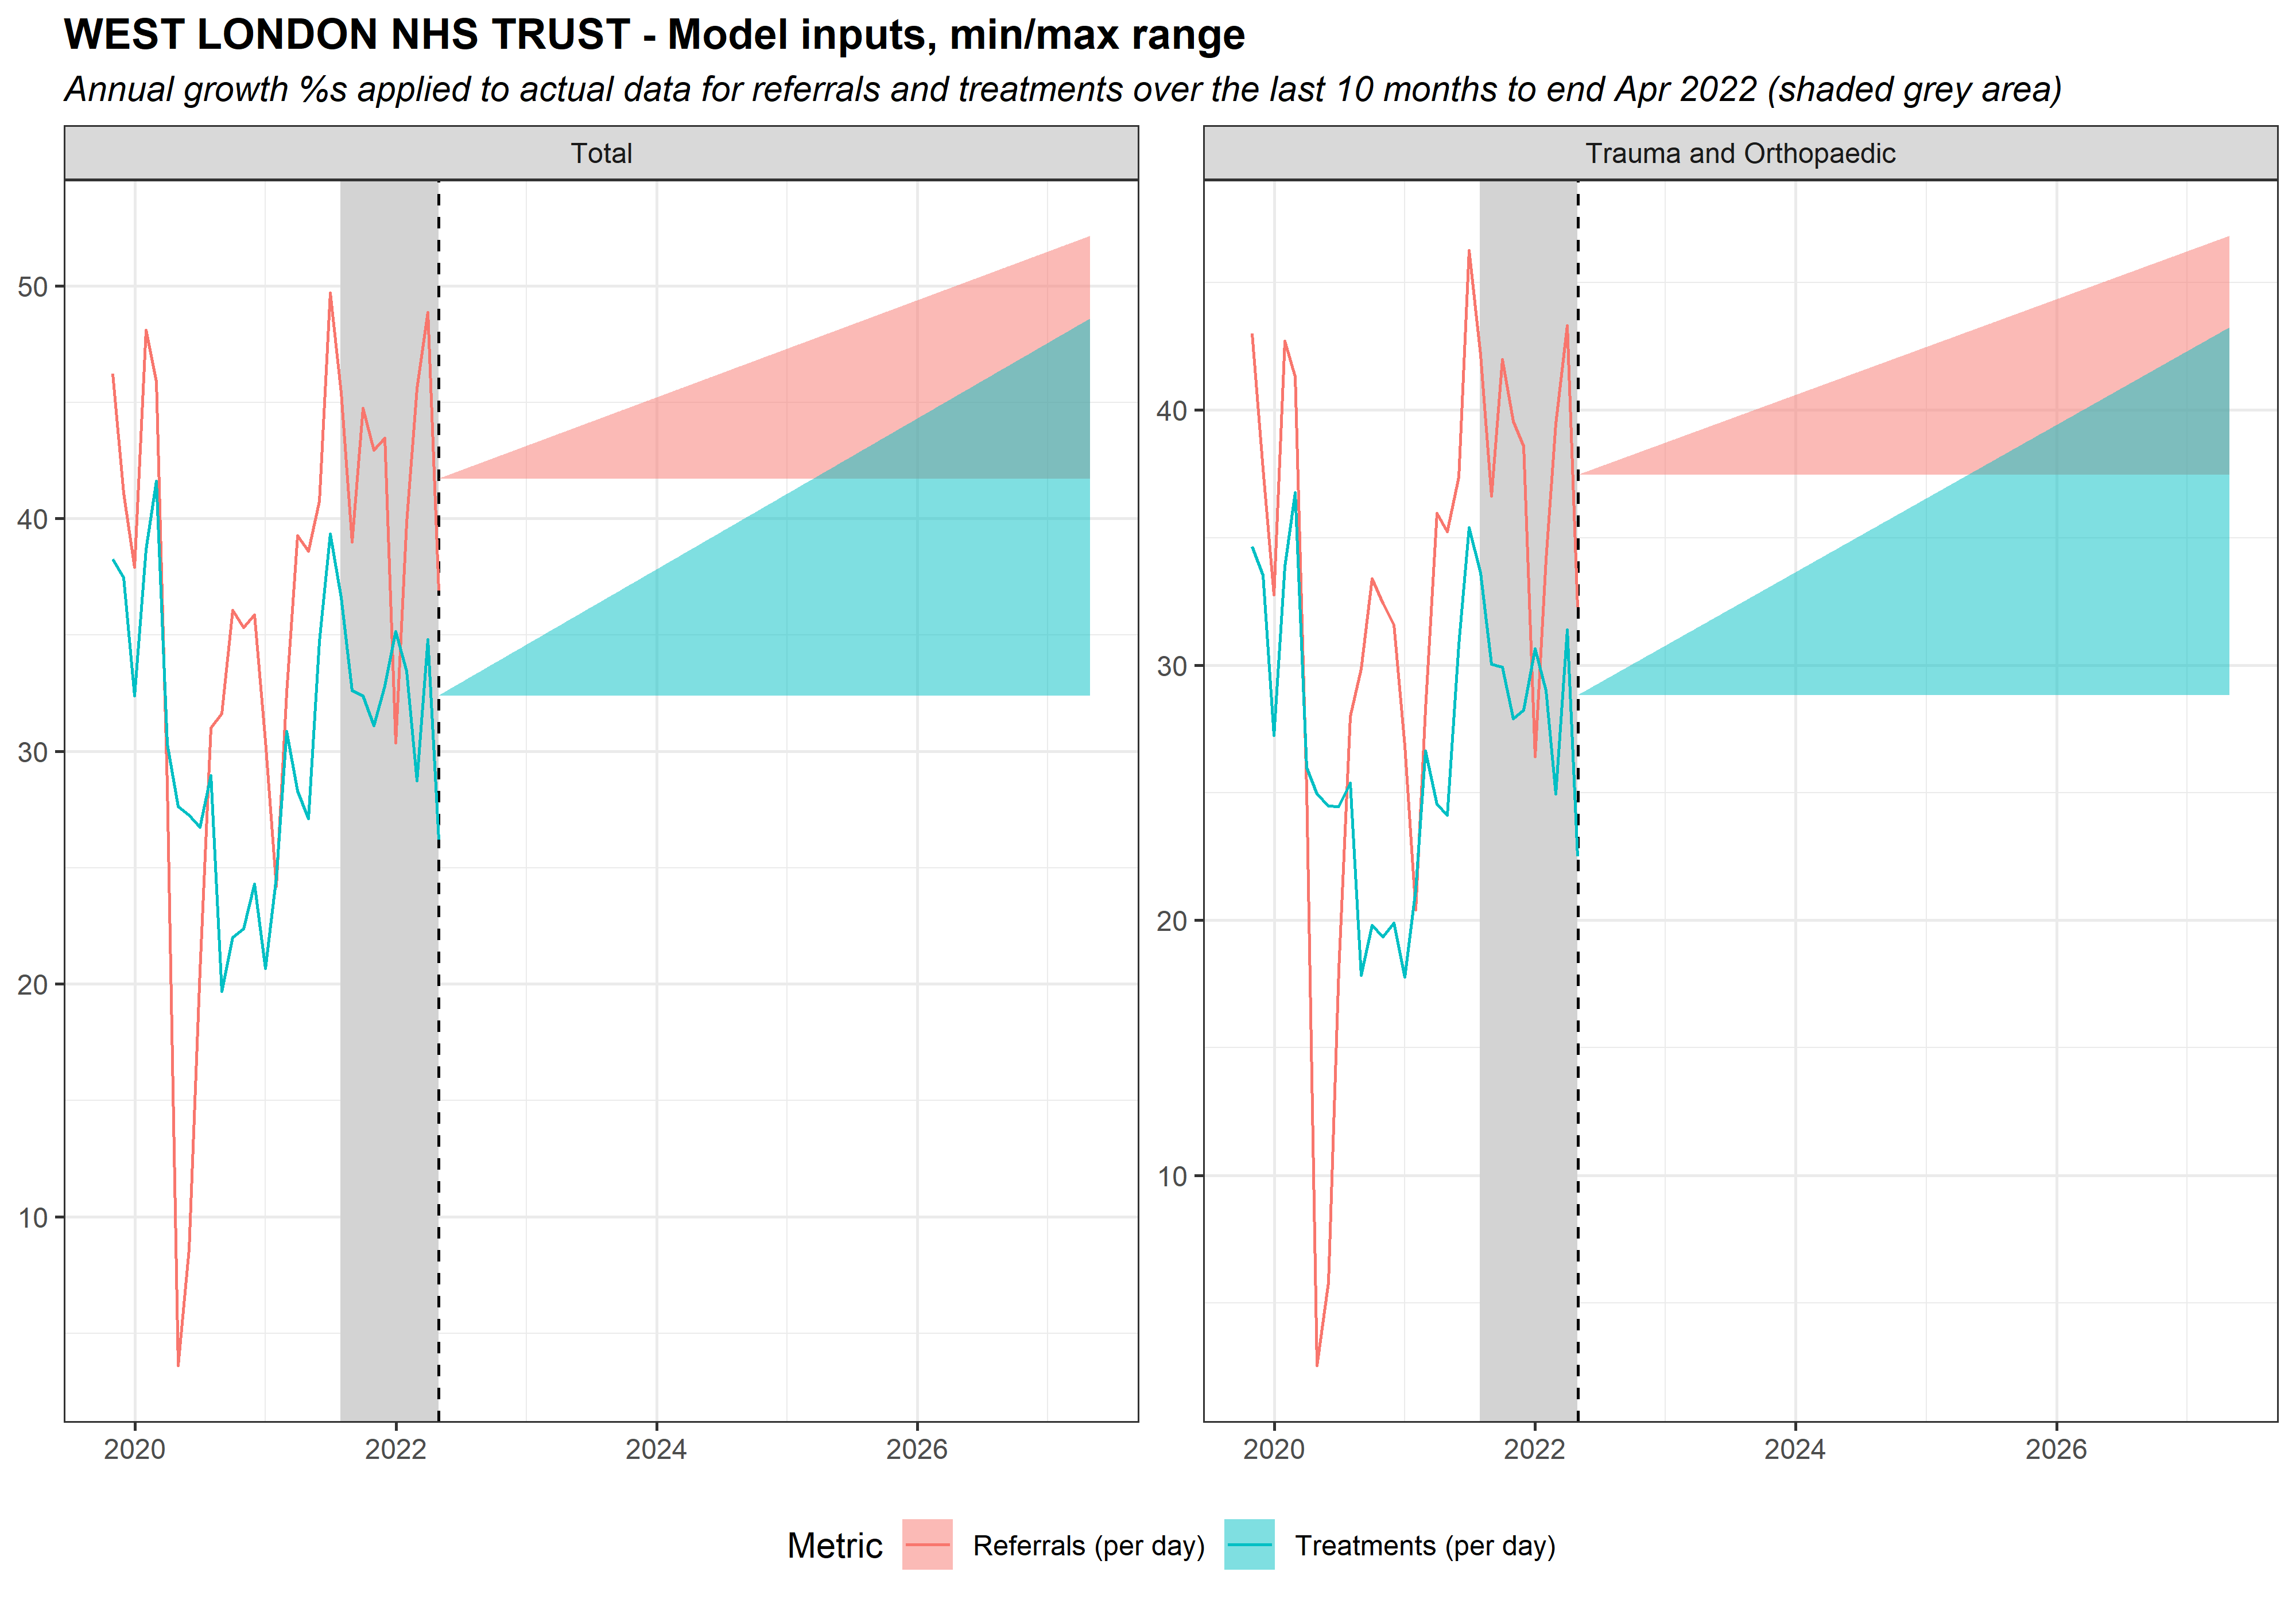 WEST LONDON NHS TRUST - Model inputs, min/max range
Annual growth %s applied to actual data for referrals and treatments over the last 10 months to end Apr 2022 (shaded grey area)
Total
50
40
30
20
10
2020 2022 2024 2026
Trauma and Orthopaedic
40
30
20
10
2020 2022 2024 2026
Metric Referrals (per day) Treatments (per day)